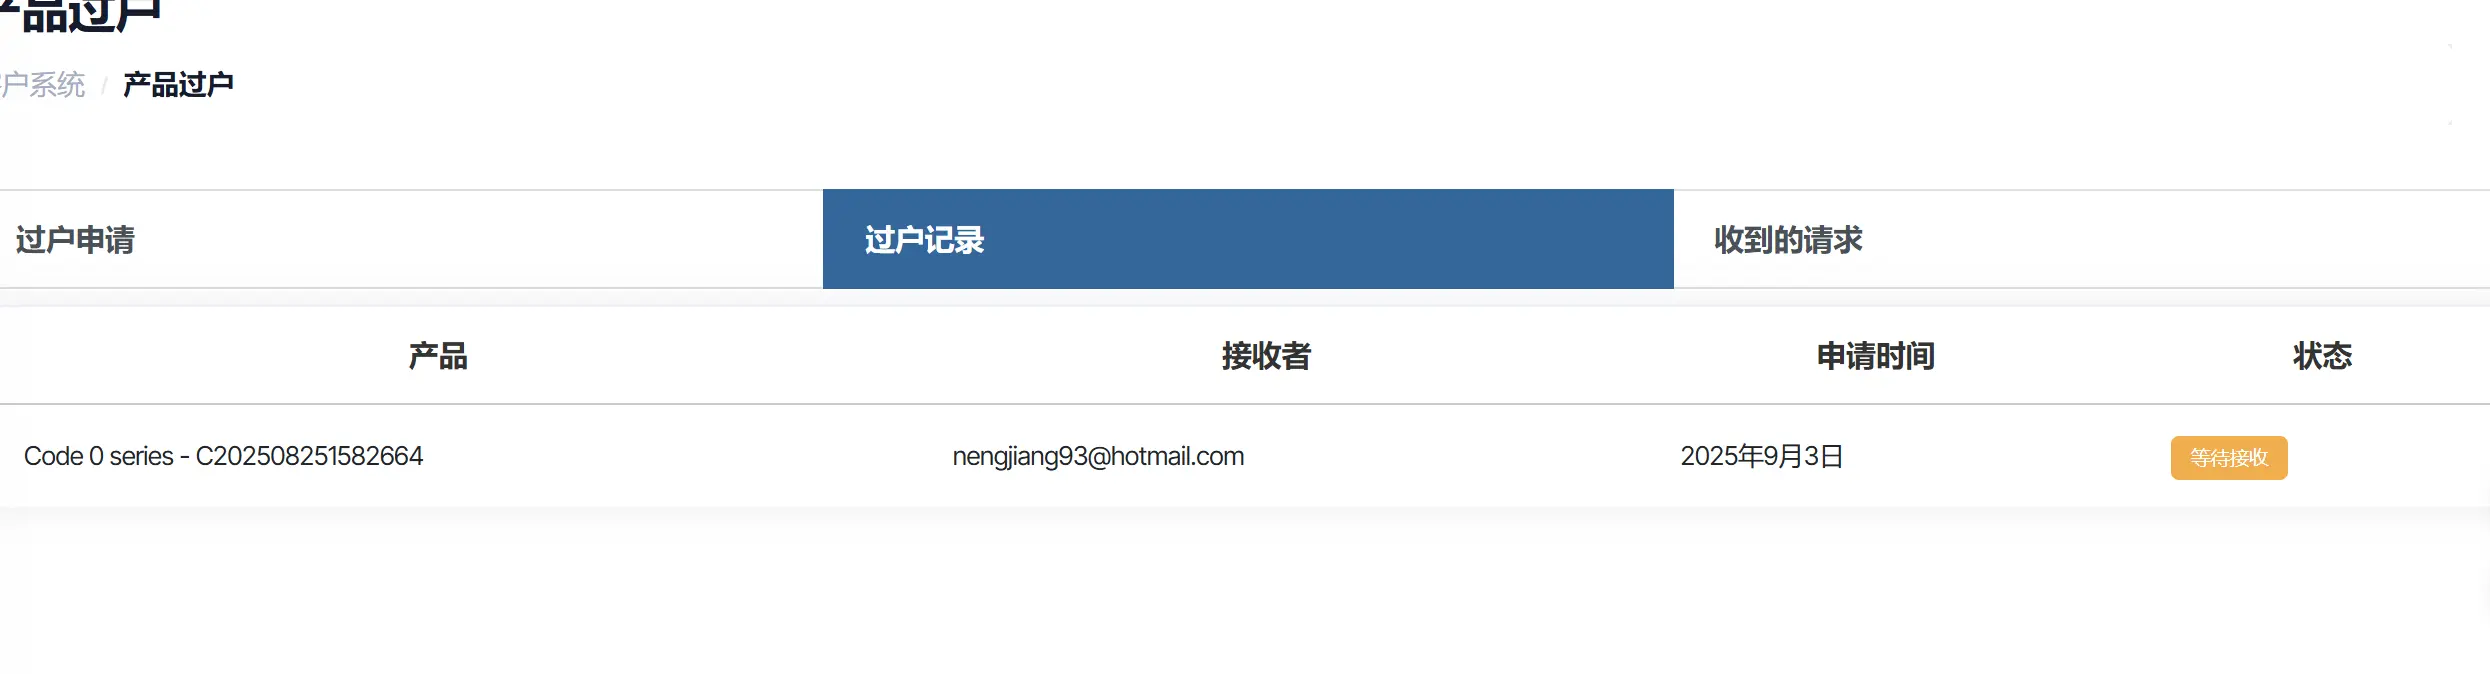 产品过户
户系统 / 产品过户
过户申请 过户记录 收到的请求
产品 接收者 申请时间 状态
Code 0 series - C202508251582664 nengjiang93@hotmail.com 2025年9月3日 等待接收